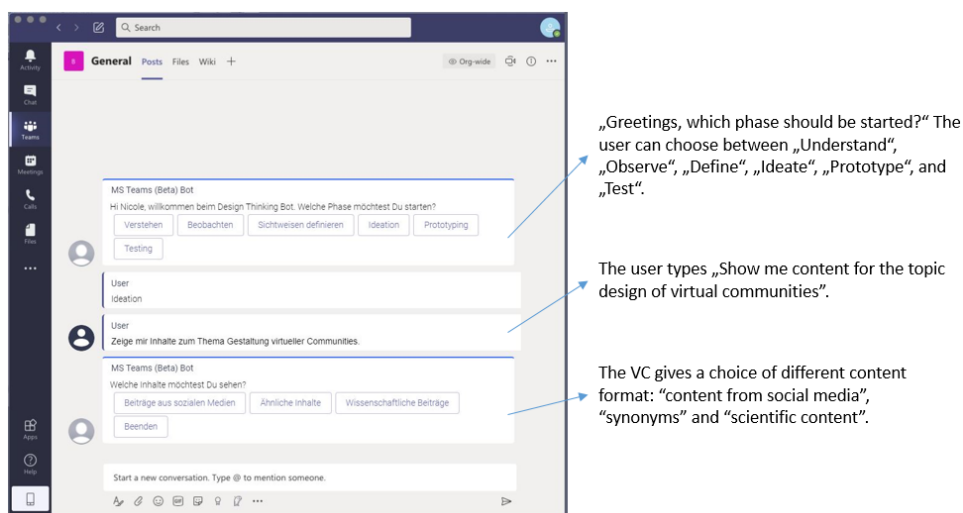 Search
Activity
Chat
Teams
Meetings
Calls
Files
Apps
Help
General Posts Files Wiki +
Org-wide
MS Teams (Beta) Bot
Hi Nicole, willkommen beim Design Thinking Bot. Welche Phase möchtest Du starten?
Verstehen Beobachten Sichtweisen definieren Ideation Prototyping
Testing
User
Ideation
User
Zeige mir Inhalte zum Thema Gestaltung virtueller Communities.
MS Teams (Beta) Bot
Welche Inhalte möchtest Du sehen?
Beiträge aus sozialen Medien Ähnliche Inhalte Wissenschaftliche Beiträge
Beenden
Start a new conversation. Type @ to mention someone.
„Greetings, which phase should be started?“ The
user can choose between „Understand“,
„Observe“, „Define“, „Ideate“, „Prototype“, and
„Test“.
The user types „Show me content for the topic
design of virtual communities”.
The VC gives a choice of different content
format: “content from social media”,
“synonyms” and “scientific content”.